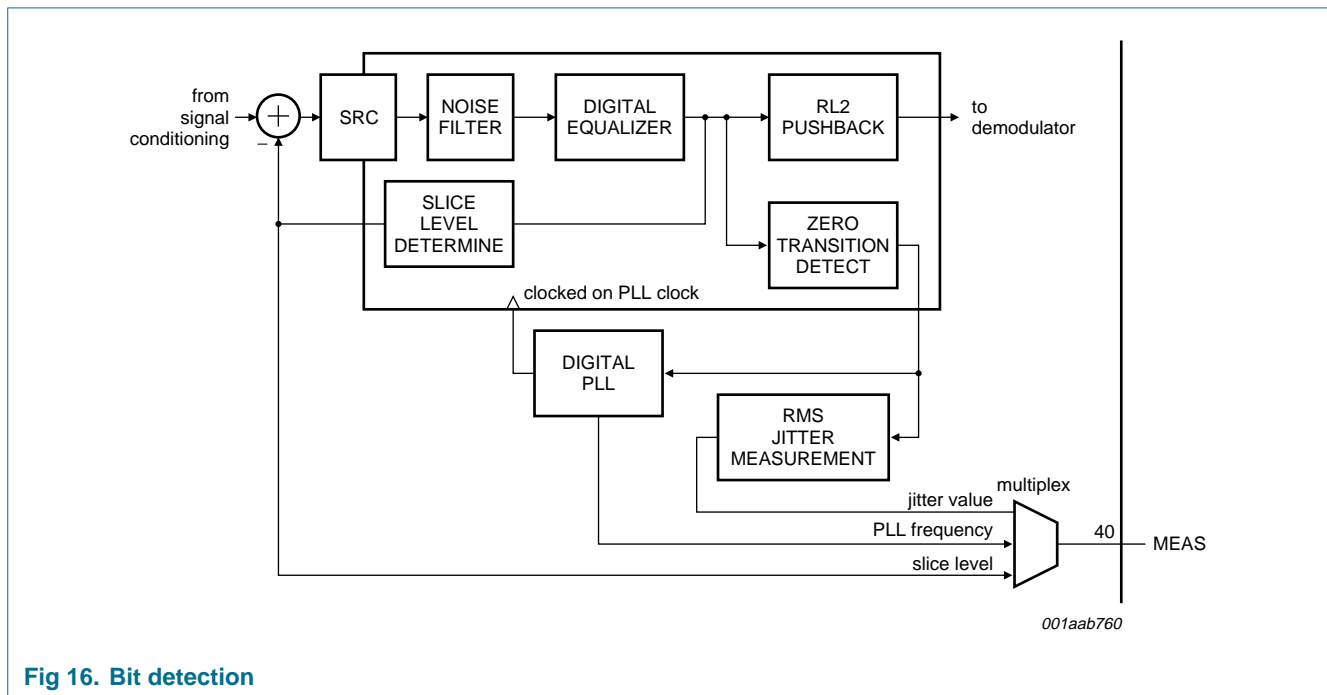 from
signal
conditioning
+
−
SRC
NOISE
FILTER
DIGITAL
EQUALIZER
RL2
PUSHBACK
to
demodulator
SLICE
LEVEL
DETERMINE
ZERO
TRANSITION
DETECT
clocked on PLL clock
DIGITAL
PLL
RMS
JITTER
MEASUREMENT
multiplex
jitter value
PLL frequency
slice level
40
MEAS
001aab760
Fig 16. Bit detection